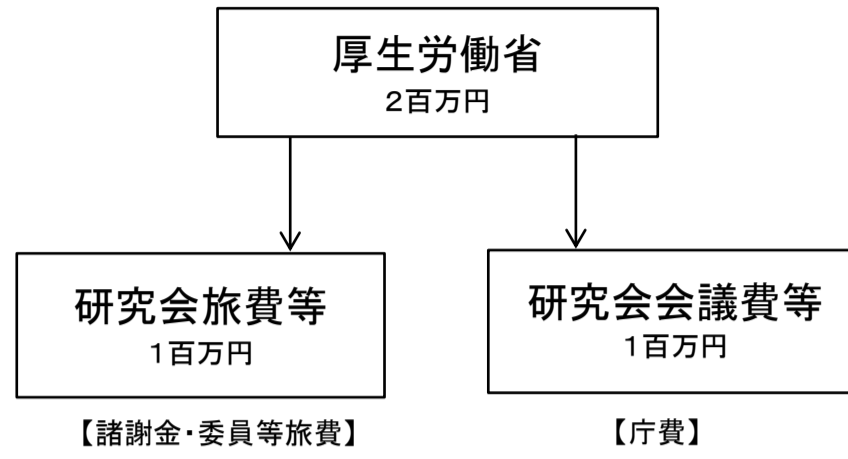 厚生労働省
2百万円
研究会旅費等
1百万円
【諸謝金・委員等旅費】
研究会会議費等
1百万円
【庁費】